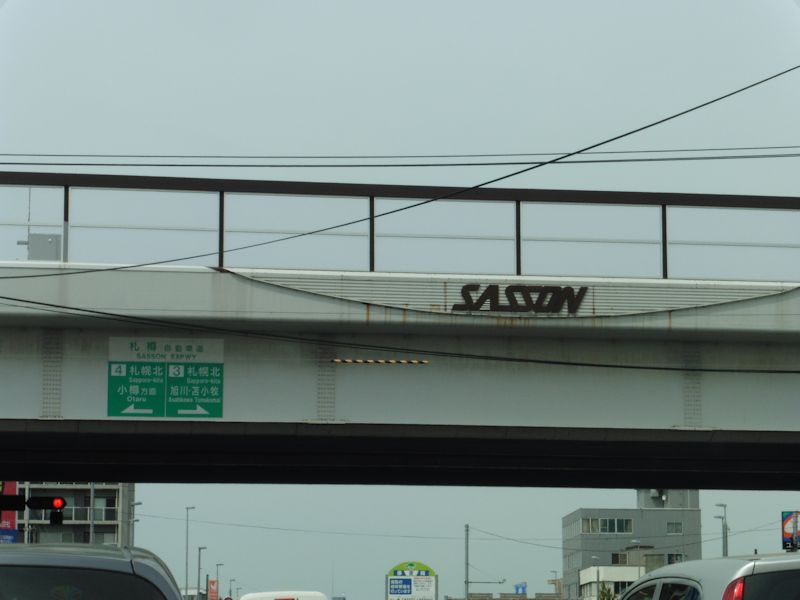 SASSON
札樽自動車道
SASSON EXPWY
4 札幌北
Sapporo-kita
小樽方面
Otaru
3 札幌北
Sapporo-kita
旭川・苫小牧
Asahikawa Tomakomai